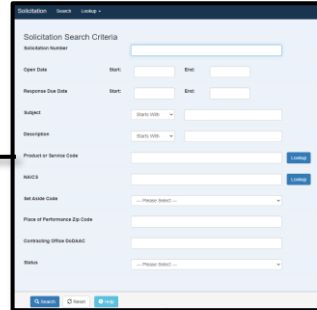 Solicitation Search Lookup
Solicitation Search Criteria
Solicitation Number
Open Date Start: End:
Response Due Date Start: End:
Subject Starts With
Description Starts With
Product or Service Code Lookup
NAICS Lookup
Set Aside Code --- Please Select ---
Place of Performance Zip Code
Contracting Office DoDAAC
Status --- Please Select ---
Search Reset Help